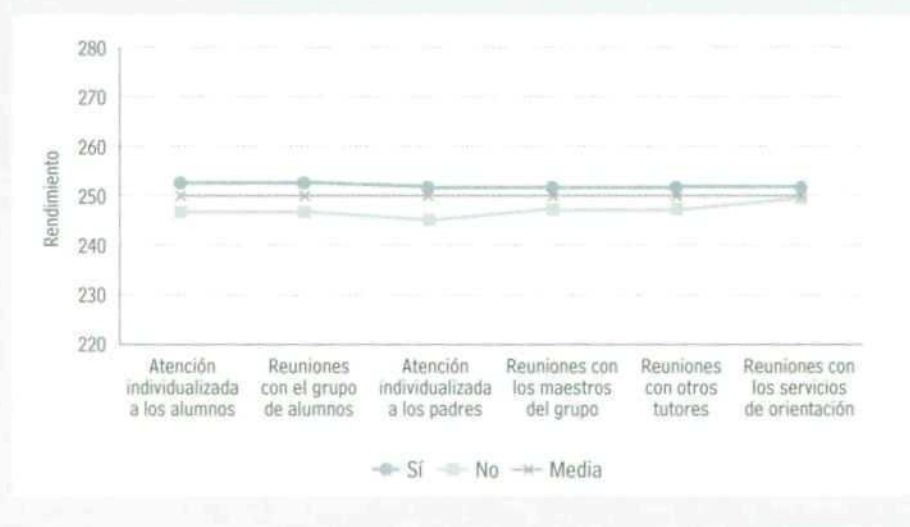 280
270
260
250
240
230
220
Rendimiento
Atención
individualizada
a los alumnos
Reuniones
con el grupo
de alumnos
Atención
individualizada
a los padres
Reuniones con
los maestros
del grupo
Reuniones
con otros
tutores
Reuniones con
los servicios
de orientación
Sí No Media